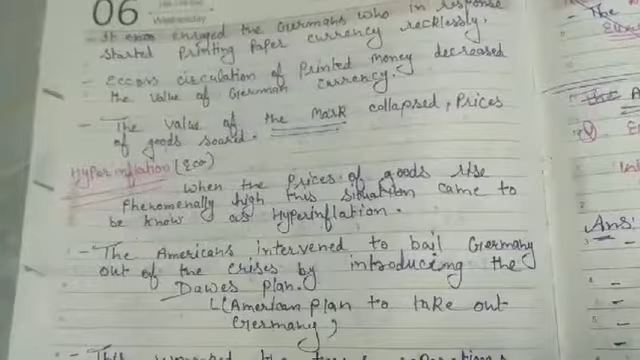 06
Wednesday
It enraged the Germans who in response
started printing paper currency recklessly.
- Eccors circulation of printed money decreased
the value of German currency.
- The value of the mark collapsed, Prices
of goods soared.
Hyperinflation (Eco)
when the Prices of goods rise
phenomenally high this situation came to
be know as Hyperinflation.
- The Americans intervened to bail Germany
out of the crises by introducing the
Dawes plan.
(American plan to take out
Germany)
- This
- The
Ans: